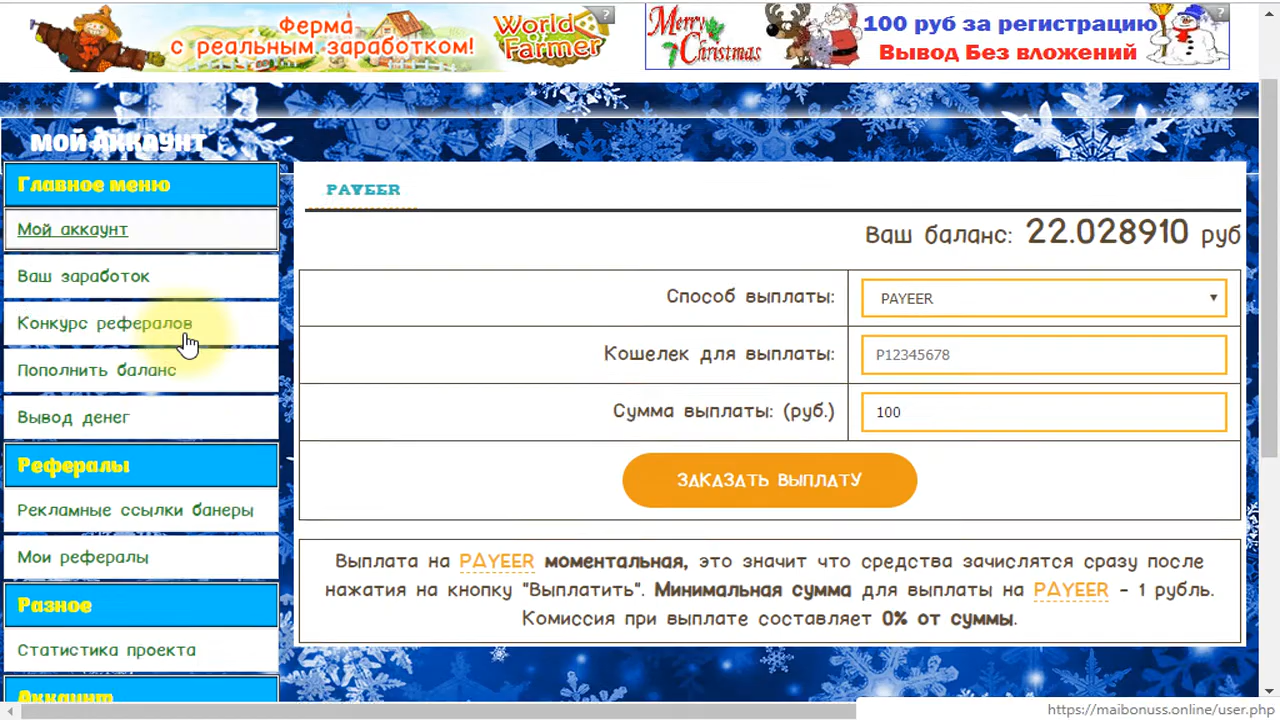 Ферма
с реальным заработком!
World
Farmer
?
Merry
Christmas
100 руб за регистрацию
Вывод Без вложений
?
МОЙ АККАУНТ
Главное меню
Мой аккаунт
Ваш заработок
Конкурс рефералов
Пополнить баланс
Вывод денег
Рефералы
Рекламные ссылки банеры
Мои рефералы
Разное
Статистика проекта
Аккаунт
PAYEER
Ваш баланс: 22.028910 руб
Способ выплаты:
PAYEER
Кошелек для выплаты:
P12345678
Сумма выплаты: (руб.)
100
ЗАКАЗАТЬ ВЫПЛАТУ
Выплата на PAYEER моментальная, это значит что средства зачислятся сразу после
нажатия на кнопку "Выплатить". Минимальная сумма для выплаты на PAYEER - 1 рубль.
Комиссия при выплате составляет 0% от суммы.
https://maibonuss.online/user.php